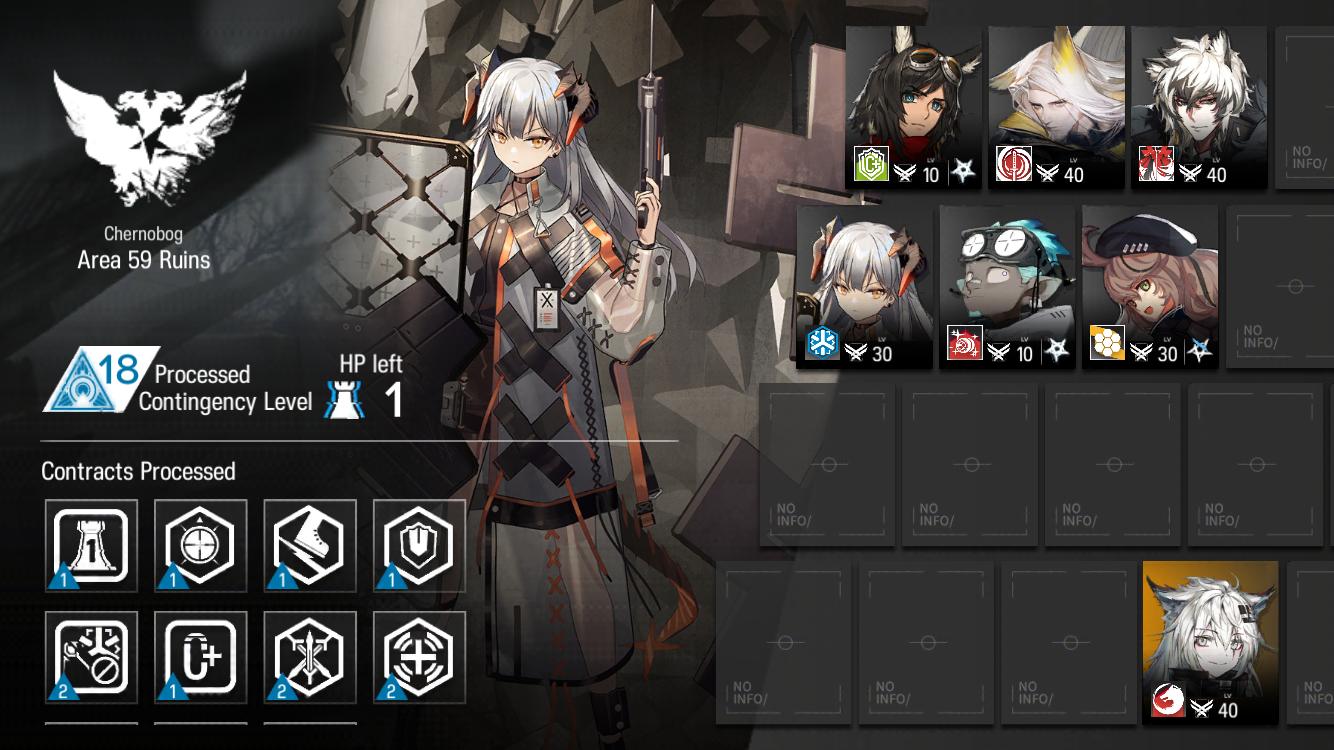 Chernobog
Area 59 Ruins
18
Processed
Contingency Level
HP left
1
Contracts Processed
1
1
1
1
1
2
C+
1
2
2
C+
LV
10
LV
40
LV
40
NO
INFO/
LV
30
LV
10
LV
30
NO
INFO/
NO
INFO/
NO
INFO/
NO
INFO/
NO
INFO/
NO
INFO/
NO
INFO/
NO
INFO/
LV
40
NO
INFO/